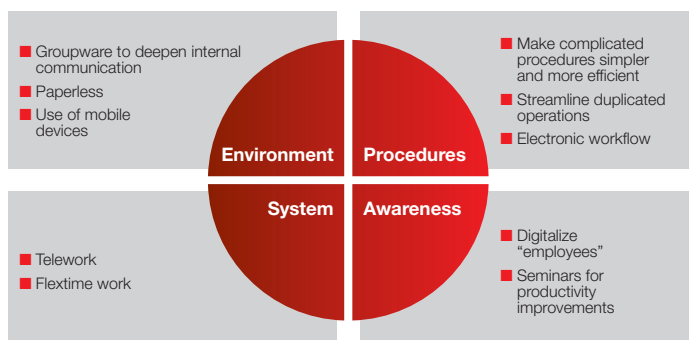 ■ Groupware to deepen internal
communication
■ Paperless
■ Use of mobile
devices
■ Make complicated
procedures simpler
and more efficient
■ Streamline duplicated
operations
■ Electronic workflow
Environment
Procedures
System
Awareness
■ Telework
■ Flextime work
■ Digitalize
“employees”
■ Seminars for
productivity
improvements